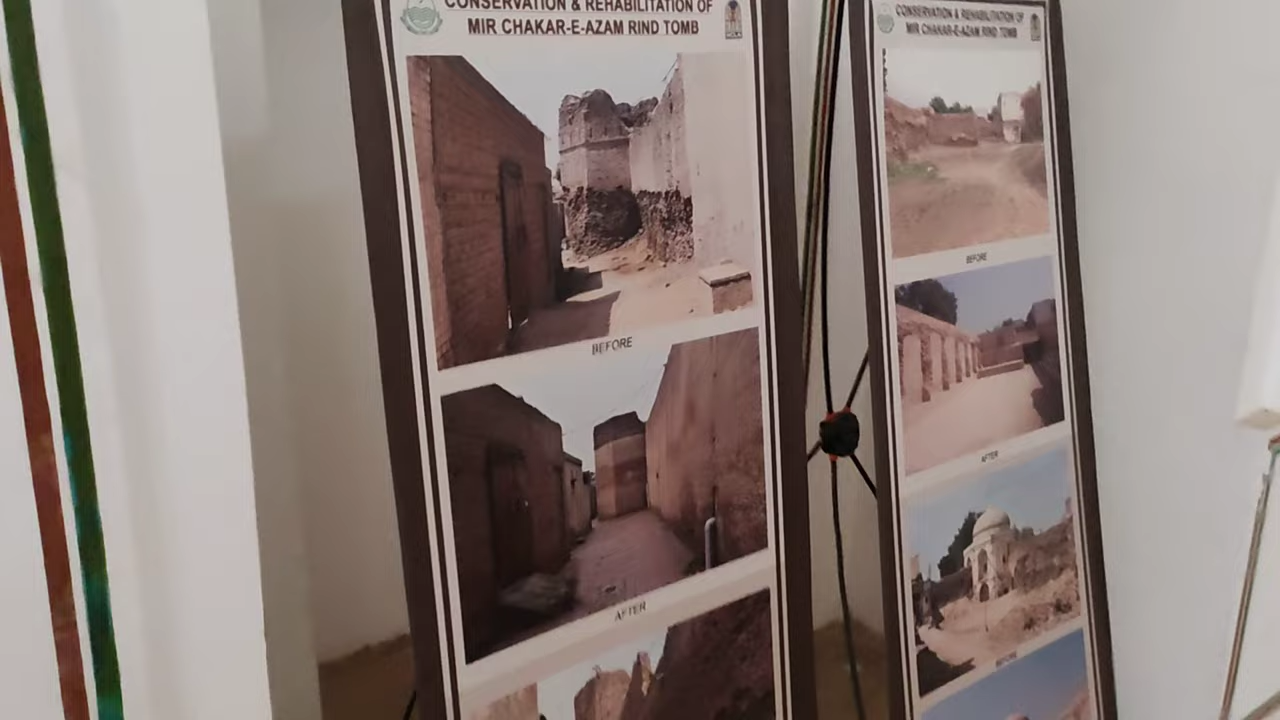 CONSERVATION & REHABILITATION OF
MIR CHAKAR-E-AZAM RIND TOMB
BEFORE
AFTER
CONSERVATION & REHABILITATION OF
MIR CHAKAR-E-AZAM RIND TOMB
BEFORE
AFTER
BEFORE